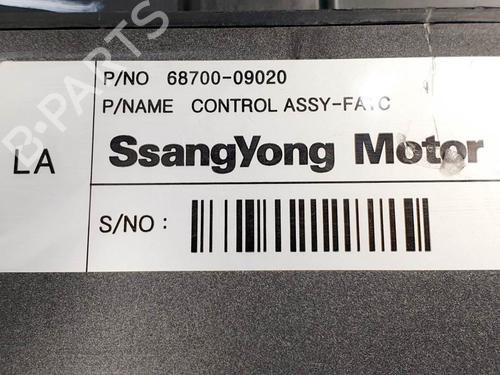 P/NO 68700-09020
P/NAME CONTROL ASSY-FATC
LA
SsangYong Motor
S/NO :
B-PARTS